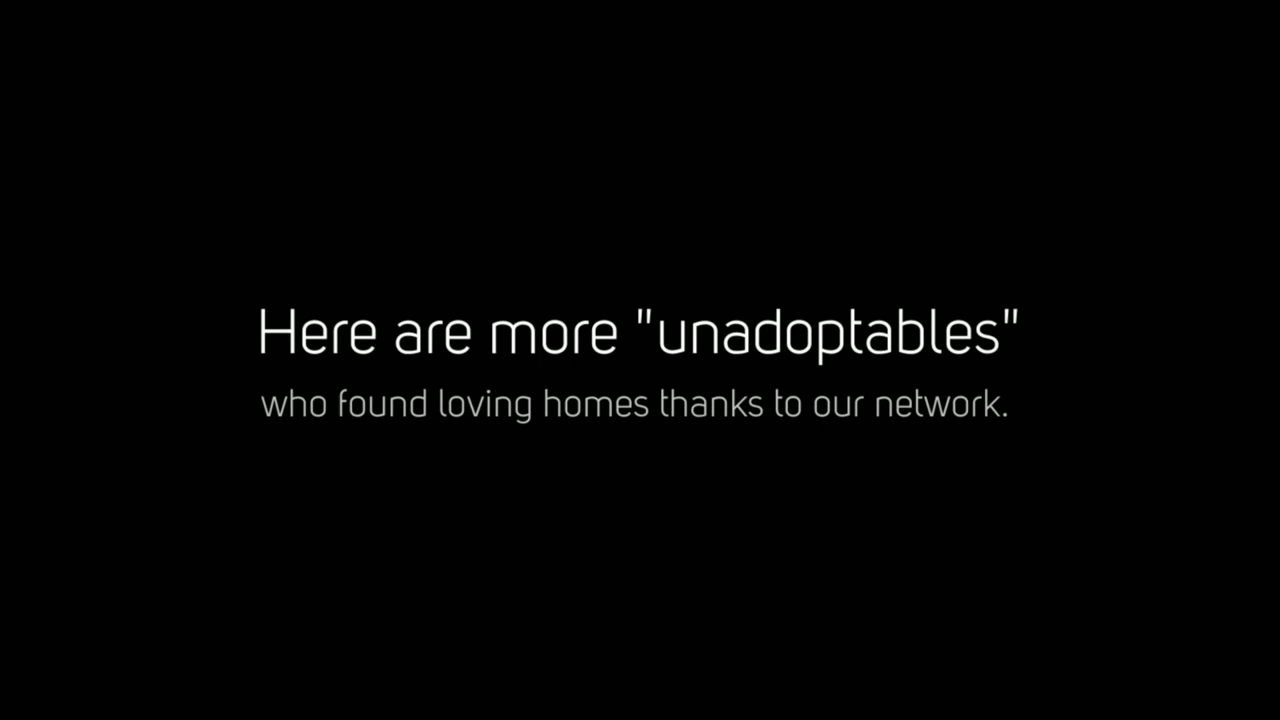 Here are more "unadoptables"
who found loving homes thanks to our network.